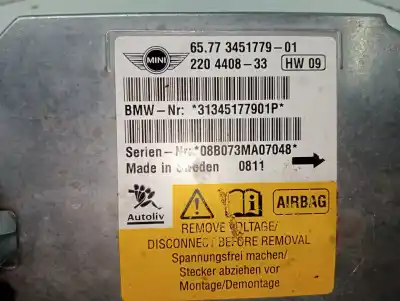 MINI
65.77 3451779-01
220 4408-33 HW 09
BMW-Nr: *31345177901P*
Serien-Nr:*08B073MA07048*
Made in Sweden 0811
Autoliv
AIRBAG
REMOVE VOLTAGE/
DISCONNECT BEFORE REMOVAL
Spannungsfrei machen/
Stecker abziehen vor
Montage/Demontage